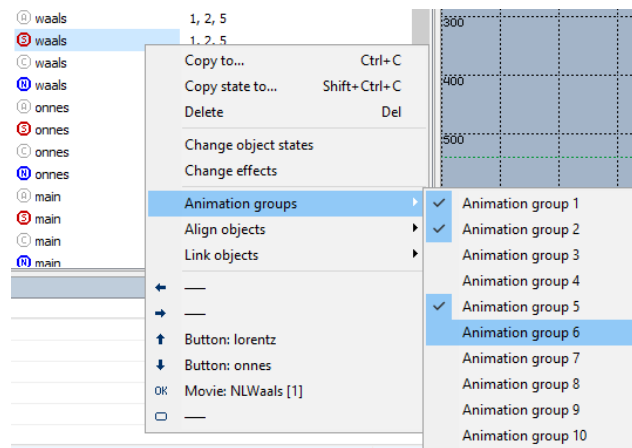 A waals 1, 2, 5
S waals 1, 2, 5
C waals
N waals
A onnes
S onnes
C onnes
N onnes
A main
S main
C main
N main
Copy to... Ctrl+C
Copy state to... Shift+Ctrl+C
Delete Del
Change object states
Change effects
Animation groups
Align objects
Link objects
Button: lorentz
Button: onnes
OK Movie: NLWaals [1]
Animation group 1
Animation group 2
Animation group 3
Animation group 4
Animation group 5
Animation group 6
Animation group 7
Animation group 8
Animation group 9
Animation group 10
300
400
500